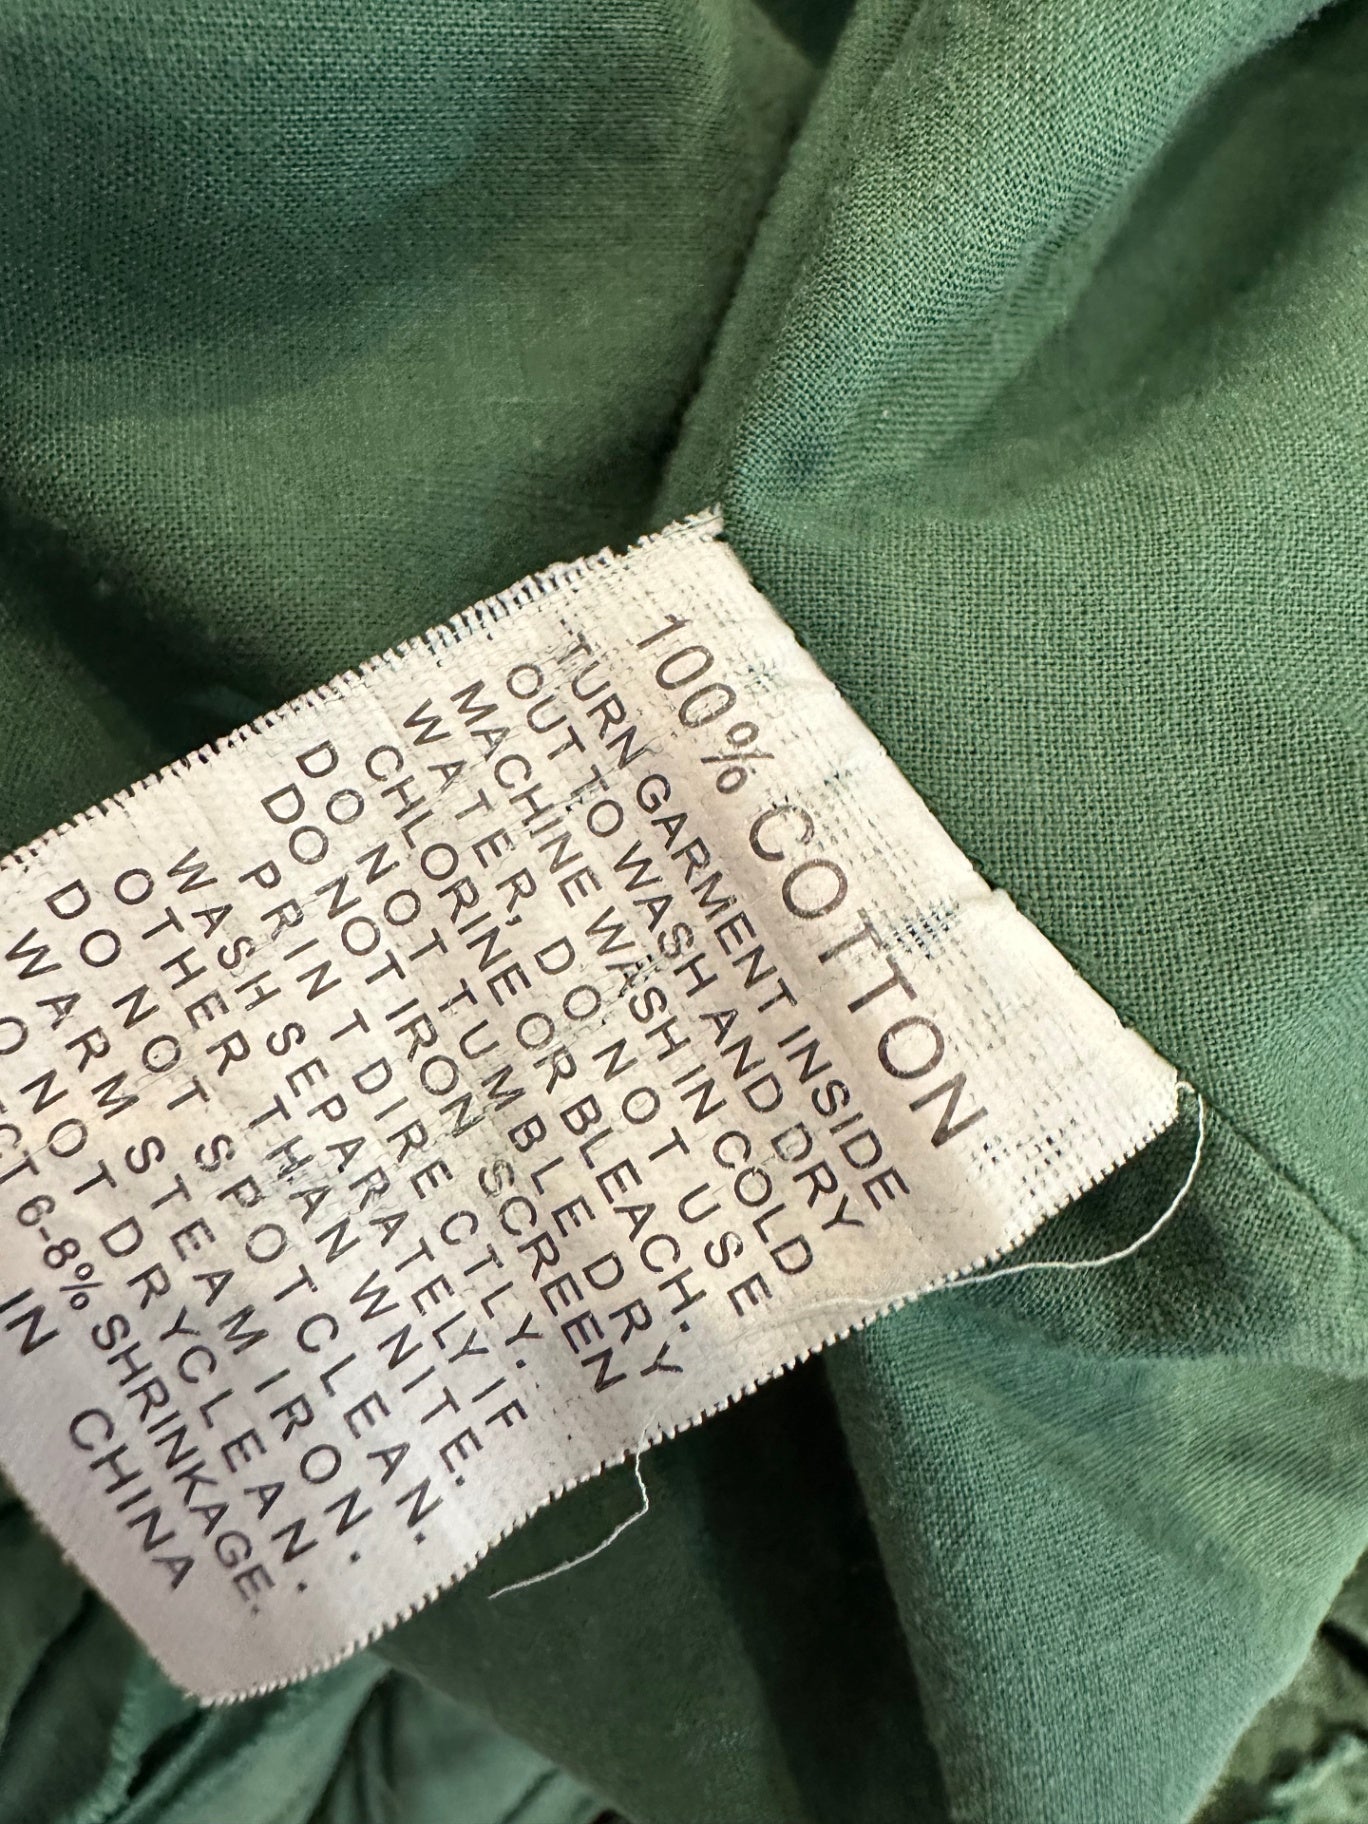 100% COTTON
TURN GARMENT INSIDE
OUT TO WASH AND DRY
MACHINE WASH IN COLD
WATER, DO NOT USE
CHLORINE OR BLEACH.
DO NOT TUMBLE DRY
DO NOT IRON SCREEN
PRINT DIRECTLY.
WASH SEPARATELY. IF
OTHER THAN WNITE.
DO NOT SPOT CLEAN.
WARM STEAM IRON.
NOT DRYCLEAN.
6-8% SHRINKAGE.
IN CHINA